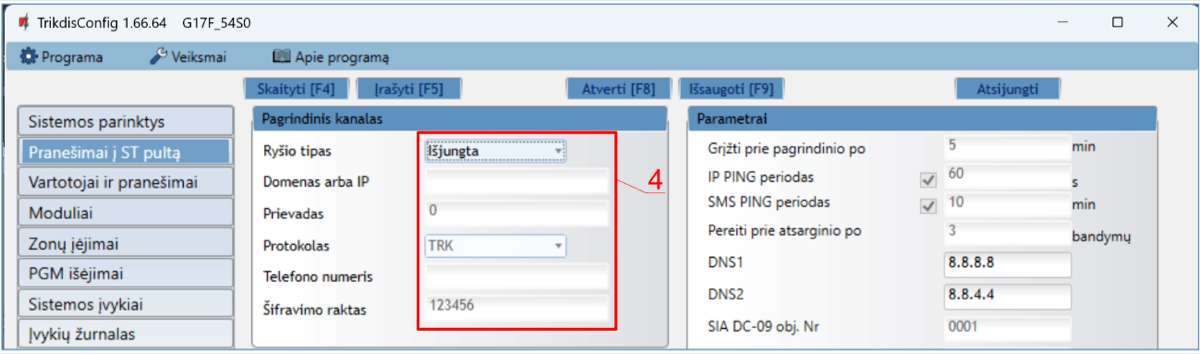 TrikdisConfig 1.66.64 G17F_54S0
Programa Veiksmai Apie programą
Skaityti [F4] Įrašyti [F5] Atverti [F8] Išsaugoti [F9] Atsijungti
Sistemos parinktys
Pranešimai į ST pultą
Vartotojai ir pranešimai
Moduliai
Zonų įėjimai
PGM išėjimai
Sistemos įvykiai
Įvykių žurnalas
Pagrindinis kanalas
Ryšio tipas Išjungta
Domenas arba IP
Prievadas 0
Protokolas TRK
Telefono numeris
Šifravimo raktas 123456
4
Parametrai
Grįžti prie pagrindinio po 5 min
IP PING periodas 60 s
SMS PING periodas 10 min
Pereiti prie atsarginio po 3 bandymų
DNS1 8.8.8.8
DNS2 8.8.4.4
SIA DC-09 obj. Nr 0001